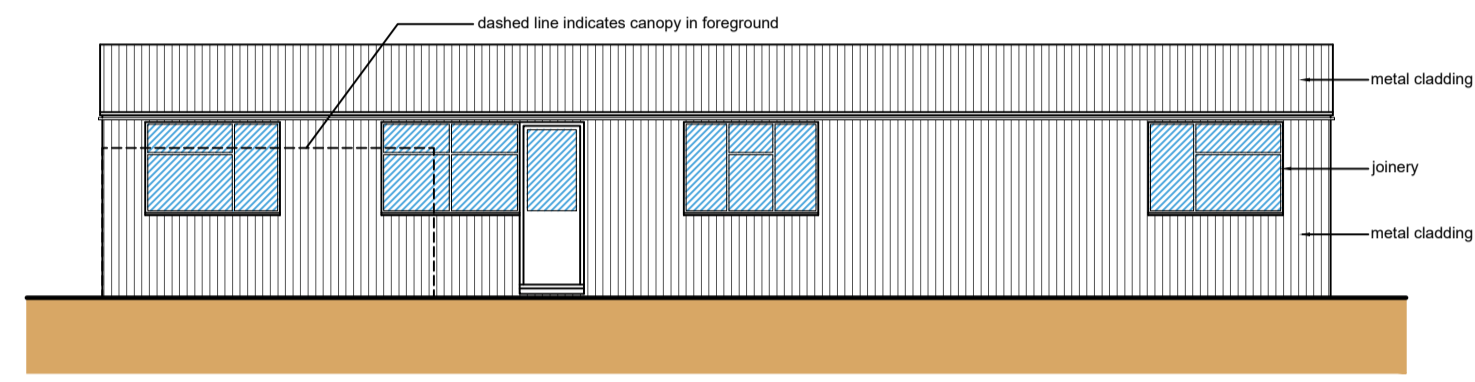 dashed line indicates canopy in foreground
metal cladding
joinery
metal cladding